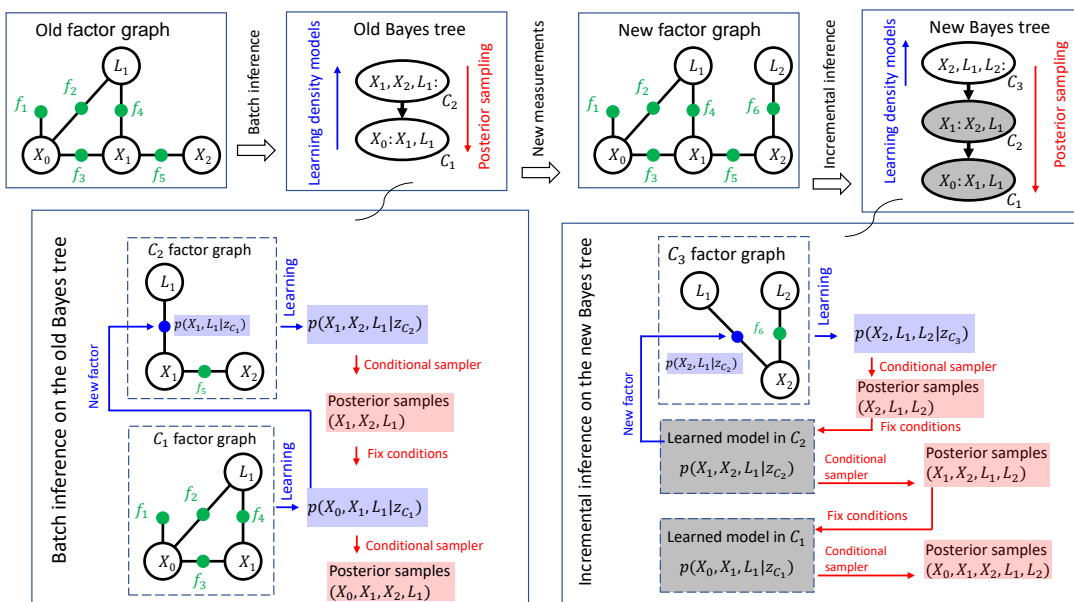 Old factor graph
L₁
f₁
f₂
f₄
X₀
X₁
X₂
f₃
f₅
Batch inference
Old Bayes tree
Learning density models
X₁, X₂, L₁:
C₂
X₀: X₁, L₁
C₁
Posterior sampling
New measurements
New factor graph
L₁
L₂
f₁
f₂
f₄
f₆
X₀
X₁
X₂
f₃
f₅
Incremental inference
New Bayes tree
Learning density models
X₂, L₁, L₂:
C₃
X₁: X₂, L₁
C₂
X₀: X₁, L₁
C₁
Posterior sampling
Batch inference on the old Bayes tree
C₂ factor graph
L₁
p(X₁, L₁|z_C₁)
X₁
f₅
X₂
Learning
p(X₁, X₂, L₁|z_C₂)
Conditional sampler
New factor
Posterior samples
(X₁, X₂, L₁)
Fix conditions
C₁ factor graph
L₁
f₁
f₂
f₄
X₀
X₁
f₃
Learning
p(X₀, X₁, L₁|z_C₁)
Conditional sampler
Posterior samples
(X₀, X₁, X₂, L₁)
Incremental inference on the new Bayes tree
C₃ factor graph
L₁
L₂
f₆
p(X₂, L₁|z_C₂)
X₂
Learning
p(X₂, L₁, L₂|z_C₃)
Conditional sampler
New factor
Posterior samples
(X₂, L₁, L₂)
Fix conditions
Learned model in C₂
p(X₁, X₂, L₁|z_C₂)
Conditional
sampler
Posterior samples
(X₁, X₂, L₁, L₂)
Fix conditions
Learned model in C₁
p(X₀, X₁, L₁|z_C₁)
Conditional
sampler
Posterior samples
(X₀, X₁, X₂, L₁, L₂)